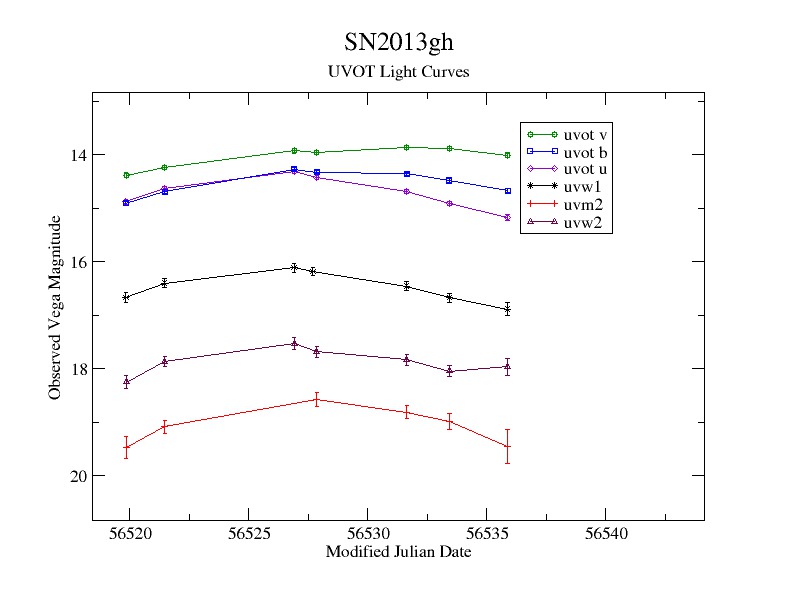 SN2013gh
UVOT Light Curves
uvot v
uvot b
uvot u
uvw1
uvm2
uvw2
Observed Vega Magnitude
14
16
18
20
56520 56525 56530 56535 56540
Modified Julian Date